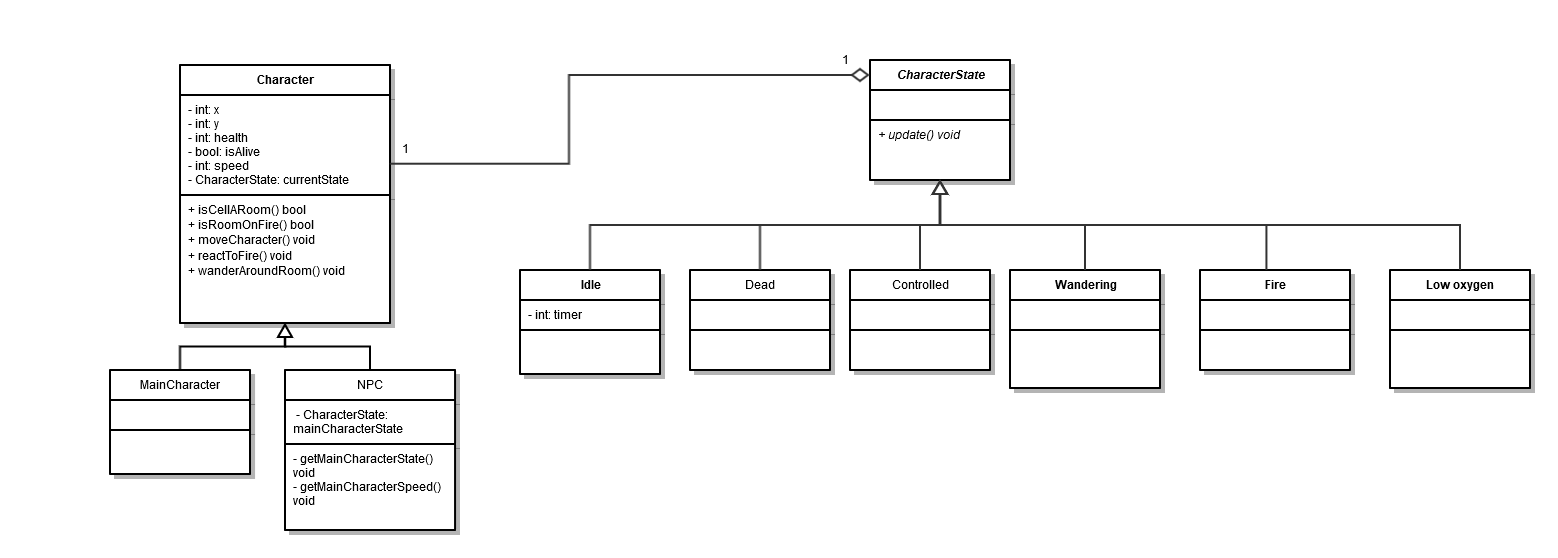 Character
- int: x
- int: y
- int: health
- bool: isAlive
- int: speed
- CharacterState: currentState
+ isCellARoom() bool
+ isRoomOnFire() bool
+ moveCharacter() void
+ reactToFire() void
+ wanderAroundRoom() void
1
1
CharacterState
+ update() void
Idle
- int: timer
Dead
Controlled
Wandering
Fire
Low oxygen
MainCharacter
NPC
- CharacterState:
mainCharacterState
- getMainCharacterState()
void
- getMainCharacterSpeed()
void